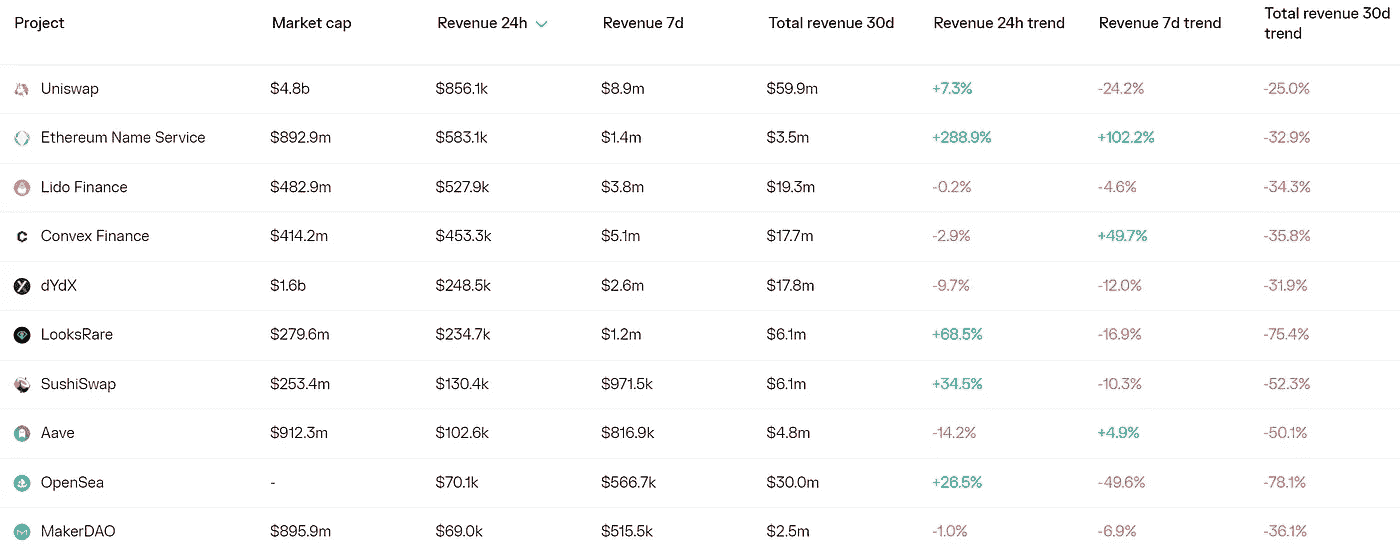 Project Market cap Revenue 24h Revenue 7d Total revenue 30d Revenue 24h trend Revenue 7d trend Total revenue 30d trend
Uniswap $4.8b $856.1k $8.9m $59.9m +7.3% -24.2% -25.0%
Ethereum Name Service $892.9m $583.1k $1.4m $3.5m +288.9% +102.2% -32.9%
Lido Finance $482.9m $527.9k $3.8m $19.3m -0.2% -4.6% -34.3%
Convex Finance $414.2m $453.3k $5.1m $17.7m -2.9% +49.7% -35.8%
dYdX $1.6b $248.5k $2.6m $17.8m -9.7% -12.0% -31.9%
LooksRare $279.6m $234.7k $1.2m $6.1m +68.5% -16.9% -75.4%
SushiSwap $253.4m $130.4k $971.5k $6.1m +34.5% -10.3% -52.3%
Aave $912.3m $102.6k $816.9k $4.8m -14.2% +4.9% -50.1%
OpenSea - $70.1k $566.7k $30.0m +26.5% -49.6% -78.1%
MakerDAO $895.9m $69.0k $515.5k $2.5m -1.0% -6.9% -36.1%